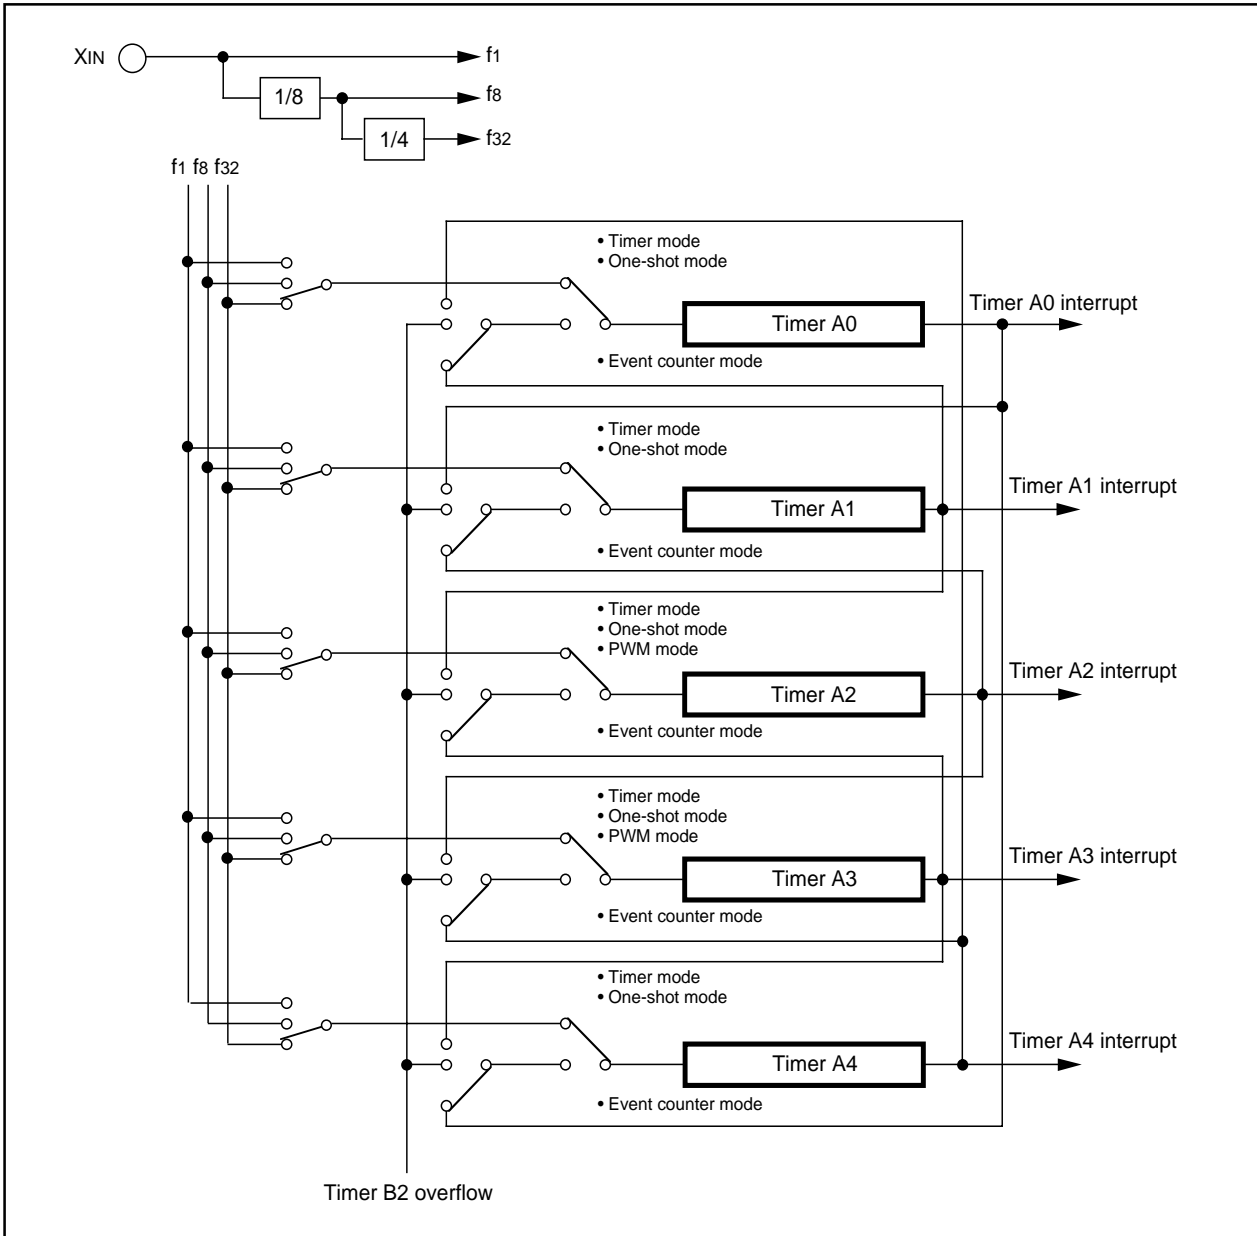 XIN
f1
1/8
f8
1/4
f32
f1 f8 f32
• Timer mode
• One-shot mode
Timer A0 interrupt
Timer A0
• Event counter mode
• Timer mode
• One-shot mode
Timer A1 interrupt
Timer A1
• Event counter mode
• Timer mode
• One-shot mode
• PWM mode
Timer A2 interrupt
Timer A2
• Event counter mode
• Timer mode
• One-shot mode
• PWM mode
Timer A3 interrupt
Timer A3
• Event counter mode
• Timer mode
• One-shot mode
Timer A4 interrupt
Timer A4
• Event counter mode
Timer B2 overflow